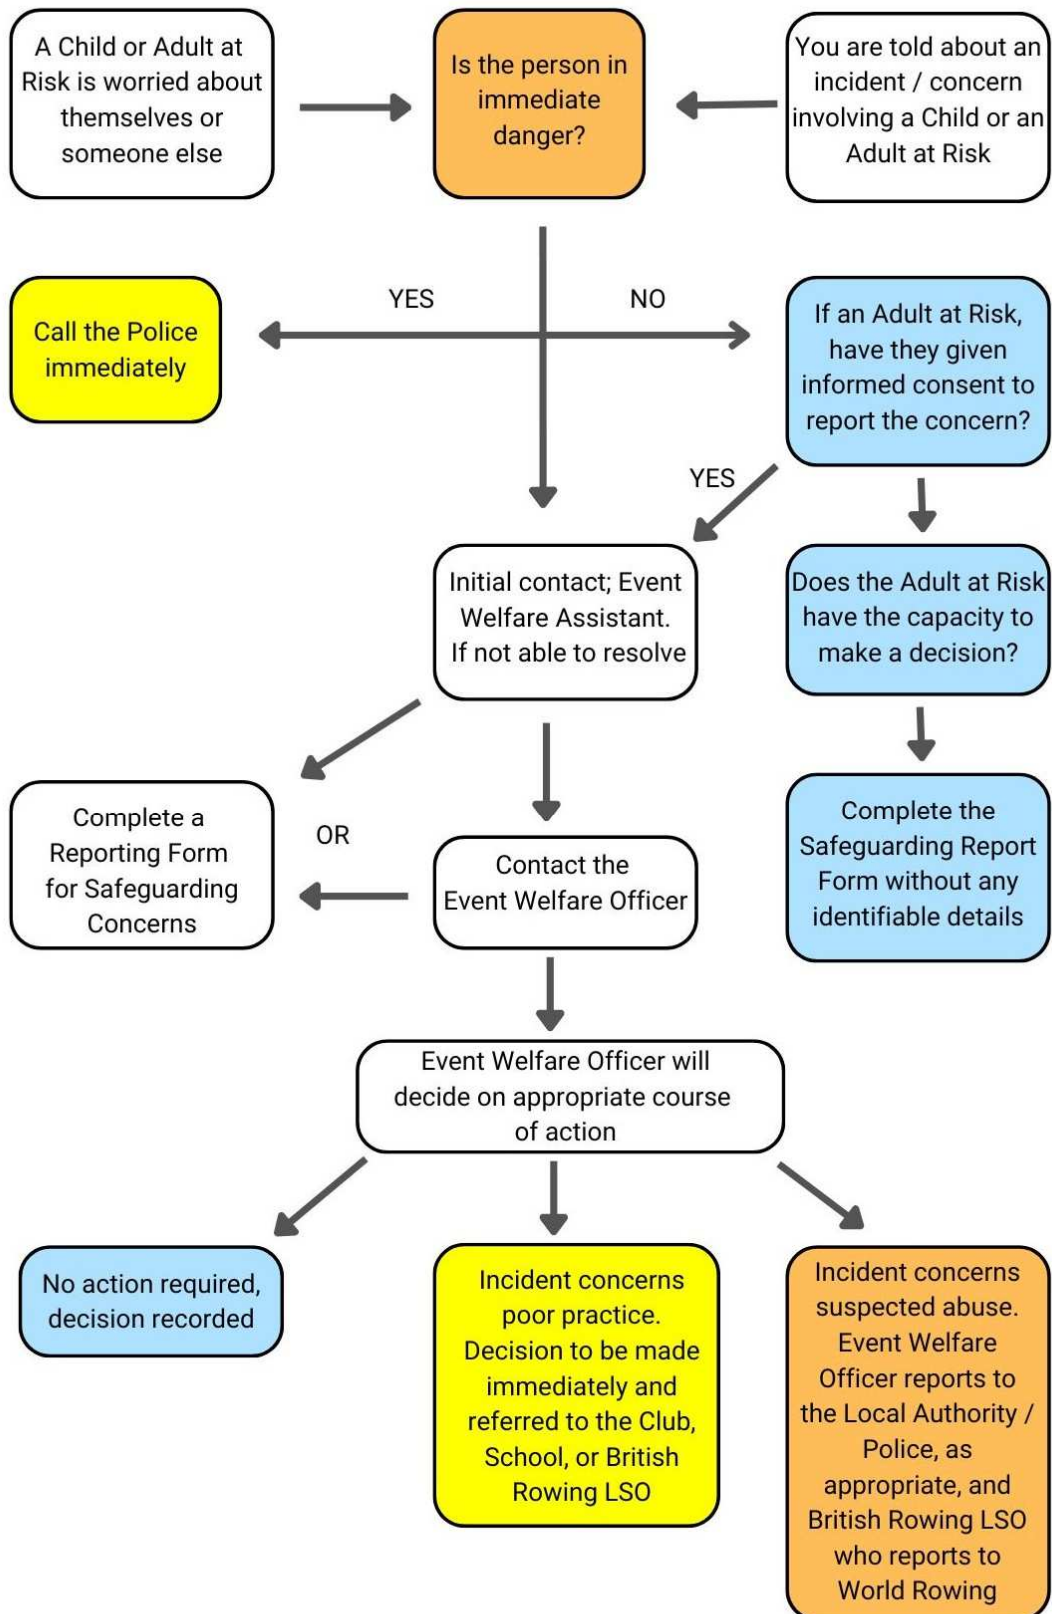 A Child or Adult at
Risk is worried about
themselves or
someone else
Is the person in
immediate
danger?
You are told about an
incident / concern
involving a Child or an
Adult at Risk
YES
NO
Call the Police
immediately
If an Adult at Risk,
have they given
informed consent to
report the concern?
YES
Initial contact; Event
Welfare Assistant.
If not able to resolve
Does the Adult at Risk
have the capacity to
make a decision?
Complete a
Reporting Form
for Safeguarding
Concerns
OR
Contact the
Event Welfare Officer
Complete the
Safeguarding Report
Form without any
identifiable details
Event Welfare Officer will
decide on appropriate course
of action
No action required,
decision recorded
Incident concerns
poor practice.
Decision to be made
immediately and
referred to the Club,
School, or British
Rowing LSO
Incident concerns
suspected abuse.
Event Welfare
Officer reports to
the Local Authority /
Police, as
appropriate, and
British Rowing LSO
who reports to
World Rowing